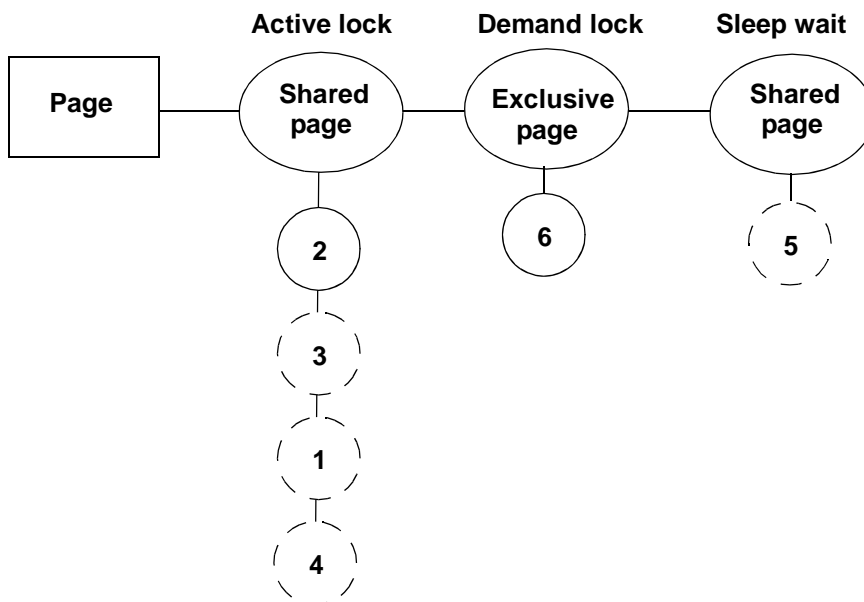 Active lock Demand lock Sleep wait
Page
Shared
page
Exclusive
page
Shared
page
2
6
5
3
1
4